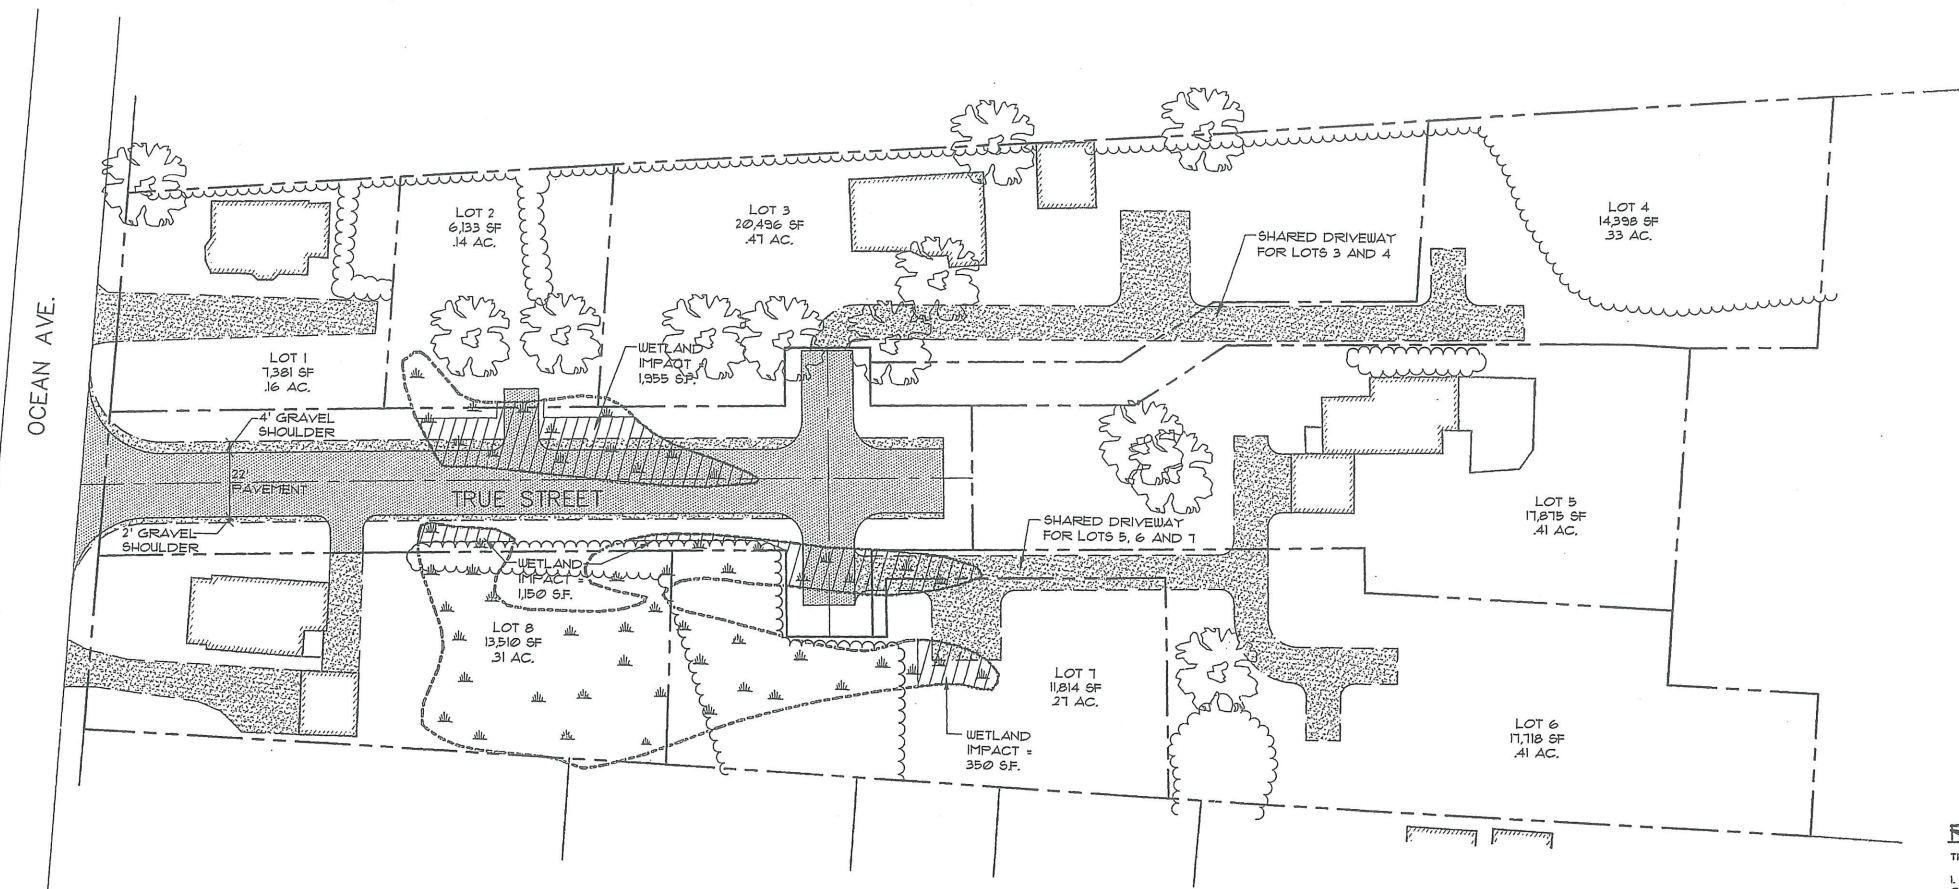 OCEAN AVE.
LOT 1
7,381 SF
.16 AC.
LOT 2
6,133 SF
.14 AC.
LOT 3
20,496 SF
.47 AC.
SHARED DRIVEWAY
FOR LOTS 3 AND 4
LOT 4
14,398 SF
.33 AC.
WETLAND
IMPACT =
1,955 S.F.
4' GRAVEL
SHOULDER
22'
PAVEMENT
TRUE STREET
2' GRAVEL
SHOULDER
WETLAND
IMPACT =
1,150 S.F.
LOT 8
13,510 SF
.31 AC.
SHARED DRIVEWAY
FOR LOTS 5, 6 AND 7
LOT 5
17,875 SF
.41 AC.
LOT 7
11,814 SF
.27 AC.
WETLAND
IMPACT =
350 S.F.
LOT 6
17,718 SF
.41 AC.
1.